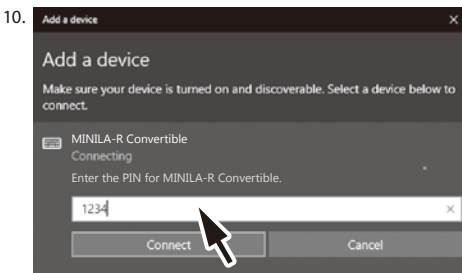 10.
Add a device
Add a device
Make sure your device is turned on and discoverable. Select a device below to
connect.
MINILA-R Convertible
Connecting
Enter the PIN for MINILA-R Convertible.
1234
Connect Cancel